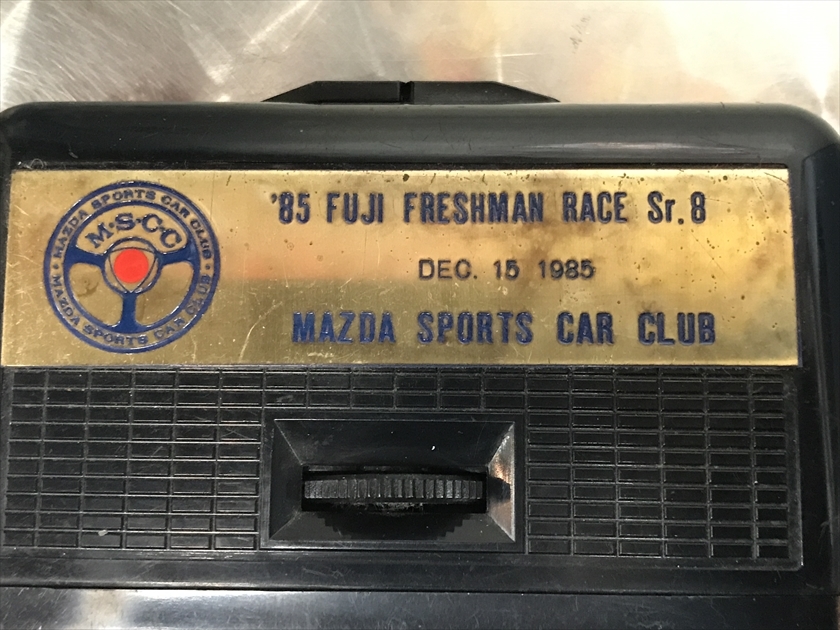 MAZDA SPORTS CAR CLUB • MAZDA SPORTS CAR CLUB •
M•S•C•C
'85 FUJI FRESHMAN RACE Sr.8
DEC. 15 1985
MAZDA SPORTS CAR CLUB